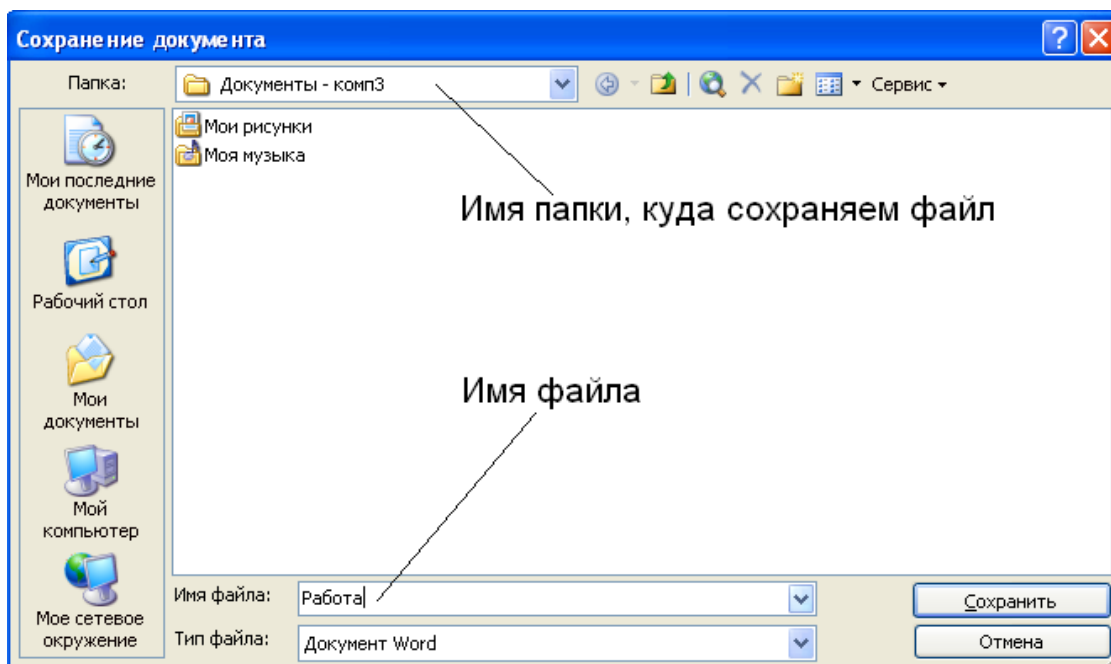 Сохранение документа
Папка:
Документы - комп3
Сервис
Мои рисунки
Моя музыка
Мои последние
документы
Рабочий стол
Мои
документы
Мой
компьютер
Мое сетевое
окружение
Имя папки, куда сохраняем файл
Имя файла
Имя файла:
Работа
Сохранить
Тип файла:
Документ Word
Отмена